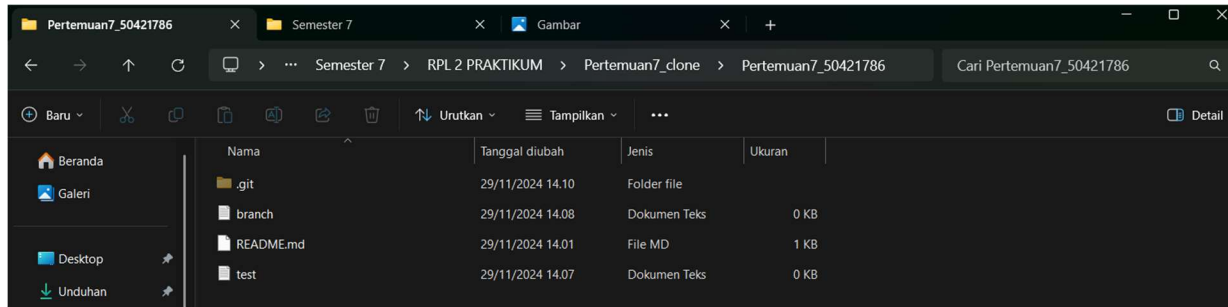 Pertemuan7_50421786 Semester 7 Gambar
... Semester 7 > RPL 2 PRAKTIKUM > Pertemuan7_clone > Pertemuan7_50421786 Cari Pertemuan7_50421786
Baru Urutkan Tampilkan ... Detail
Nama Tanggal diubah Jenis Ukuran
Beranda
Galeri
Desktop
Unduhan
.git 29/11/2024 14.10 Folder file
branch 29/11/2024 14.08 Dokumen Teks 0 KB
README.md 29/11/2024 14.01 File MD 1 KB
test 29/11/2024 14.07 Dokumen Teks 0 KB